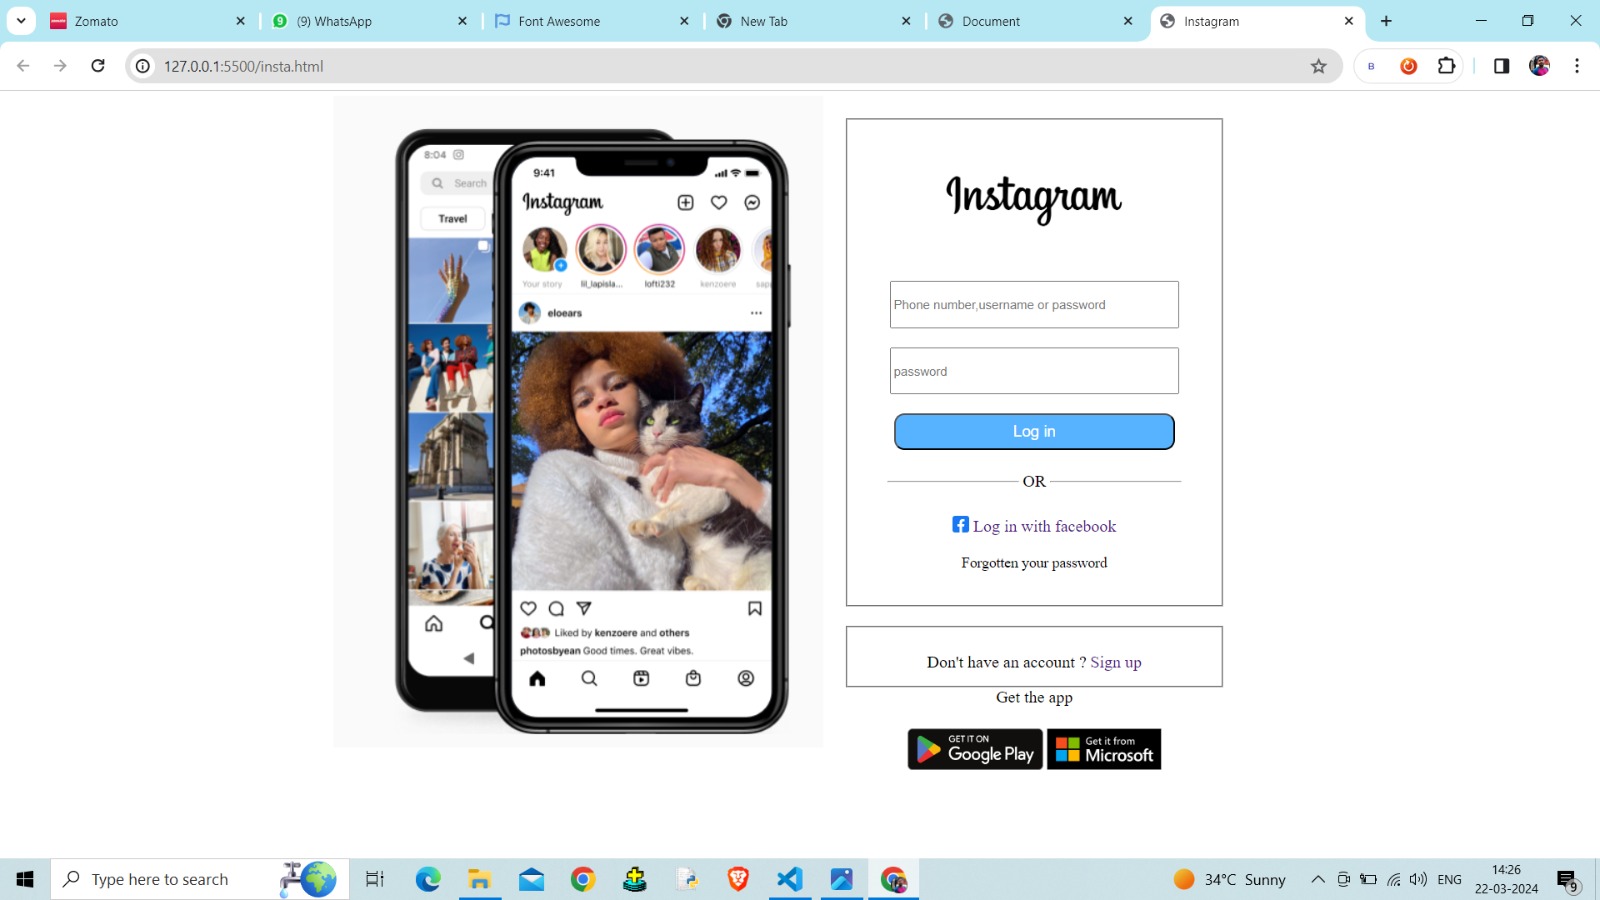 Zomato
(9) WhatsApp
Font Awesome
New Tab
Document
Instagram
127.0.0.1:5500/insta.html
B
8:04
Search
Travel
9:41
Instagram
Your story
lil_lapisla...
lofti232
kenzoere
sap
eloears
Liked by kenzoere and others
photosbyean Good times. Great vibes.
Instagram
Phone number,username or password
password
Log in
OR
Log in with facebook
Forgotten your password
Don't have an account ? Sign up
Get the app
GET IT ON
Google Play
Get it from
Microsoft
Type here to search
34°C Sunny
ENG
14:26
22-03-2024
9